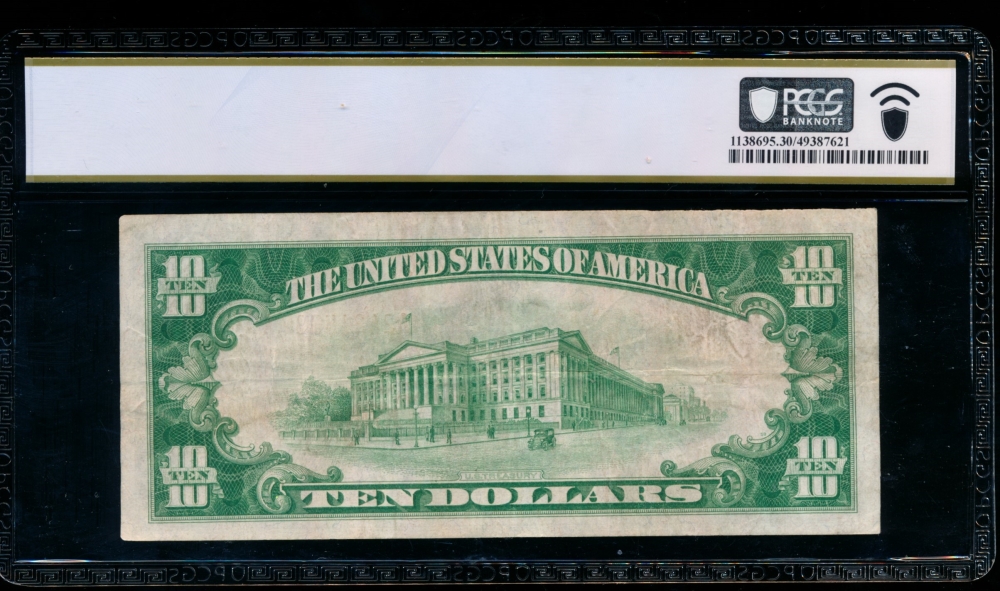 PCGS
BANKNOTE
1138695.30/49387621
10 TEN 10
10 TEN 10
THE UNITED STATES OF AMERICA
10 TEN 10
10 TEN 10
U.S. TREASURY
TEN DOLLARS